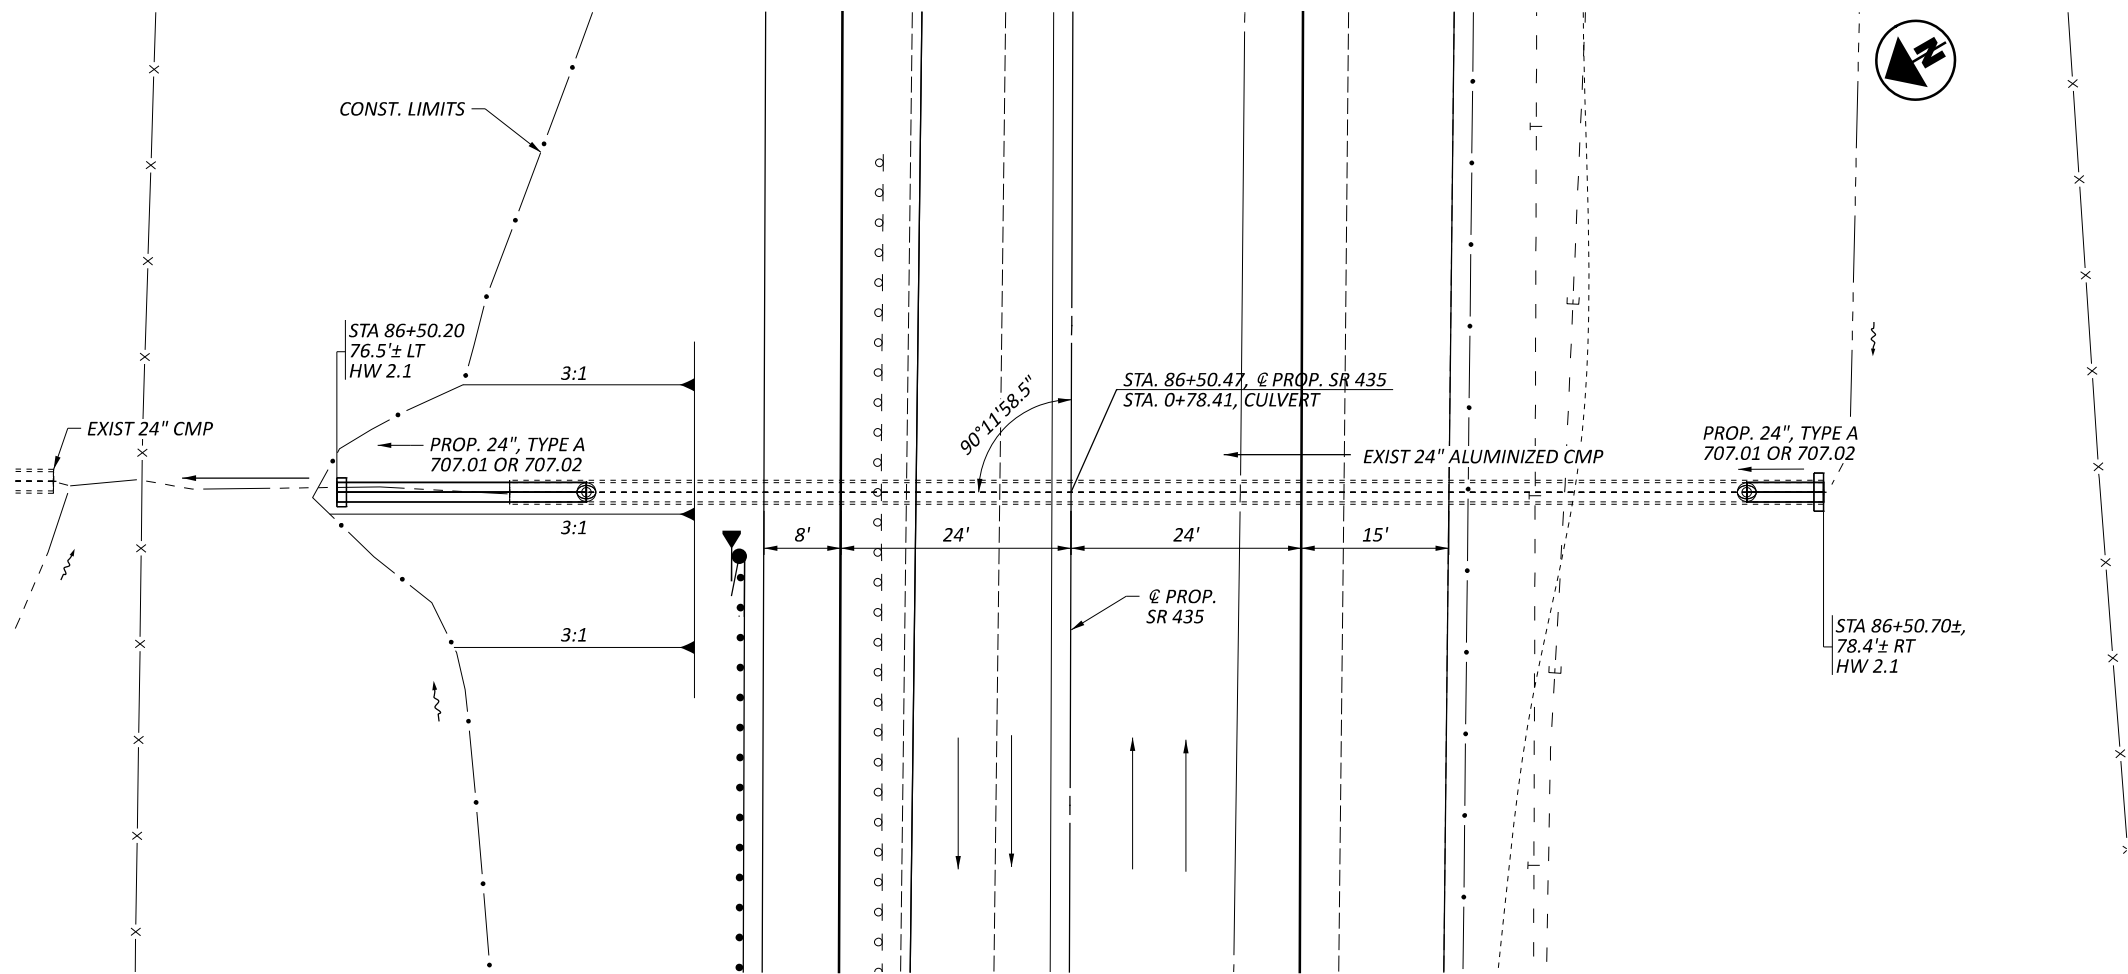 N
CONST. LIMITS
STA 86+50.20
76.5'± LT
HW 2.1
3:1
STA. 86+50.47, ℄ PROP. SR 435
STA. 0+78.41, CULVERT
90°11'58.5"
EXIST 24" CMP
PROP. 24", TYPE A
707.01 OR 707.02
EXIST 24" ALUMINIZED CMP
PROP. 24", TYPE A
707.01 OR 707.02
3:1
8'
24'
24'
15'
℄ PROP.
SR 435
3:1
STA 86+50.70±,
78.4'± RT
HW 2.1